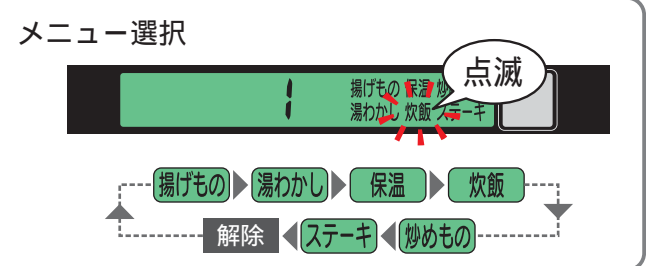 メニュー選択
点滅
1 揚げもの 保温 炒
湯わかし 炊飯 ステーキ
揚げもの 湯わかし 保温 炊飯
解除 ステーキ 炒めもの